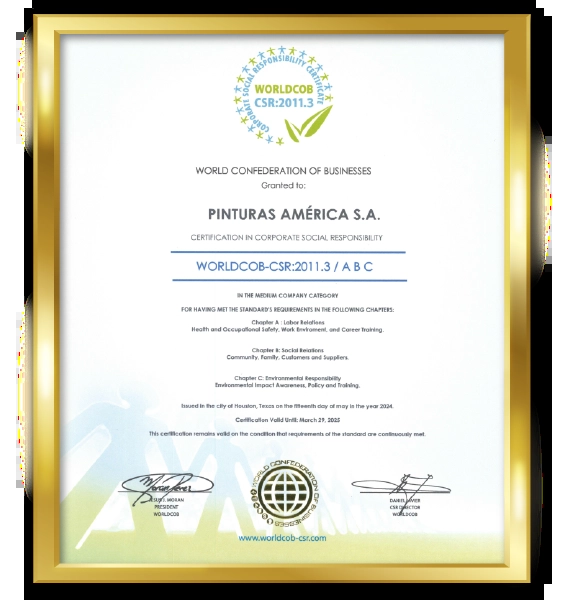 CORPORATE SOCIAL RESPONSIBILITY CERTIFICATE
WORLDCOB
CSR:2011.3
WORLD CONFEDERATION OF BUSINESSES
Granted to:
PINTURAS AMÉRICA S.A.
CERTIFICATION IN CORPORATE SOCIAL RESPONSIBILITY
WORLDCOB-CSR:2011.3 / A B C
IN THE MEDIUM COMPANY CATEGORY
FOR HAVING MET THE STANDARD'S REQUIREMENTS IN THE FOLLOWING CHAPTERS:
Chapter A : Labor Relations
Health and Occupational Safety, Work Enviroment, and Career Training.
Chapter B: Social Relations
Community, Family, Customers and Suppliers.
Chapter C: Environmental Responsibility
Environmental Impact Awareness, Policy and Training.
Issued in the city of Houston, Texas on the fifteenth day of may in the year 2024.
Certification Valid Until: March 29, 2025
This certification remains valid on the condition that requirements of the standard are continuously met.
WORLD CONFEDERATION OF BUSINESSES
J. MORAN
PRESIDENT
WORLDCOB
DANIEL
CSR DIRECTOR
WORLDCOB
www.worldcob-csr.com